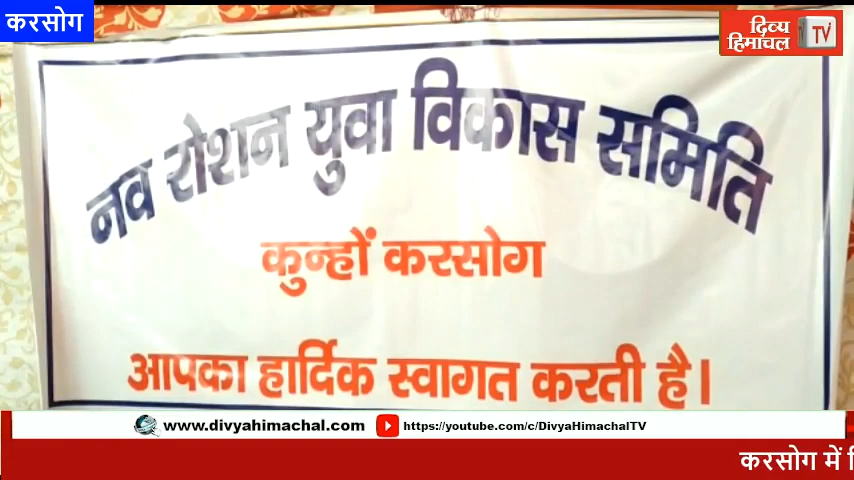 करसोग
दिव्य
हिमाचल TV
नव रोशन युवा विकास समिति
कुन्हों करसोग
आपका हार्दिक स्वागत करती है।
www.divyahimachal.com https://youtube.com/c/DivyaHimachalTV
करसोग में